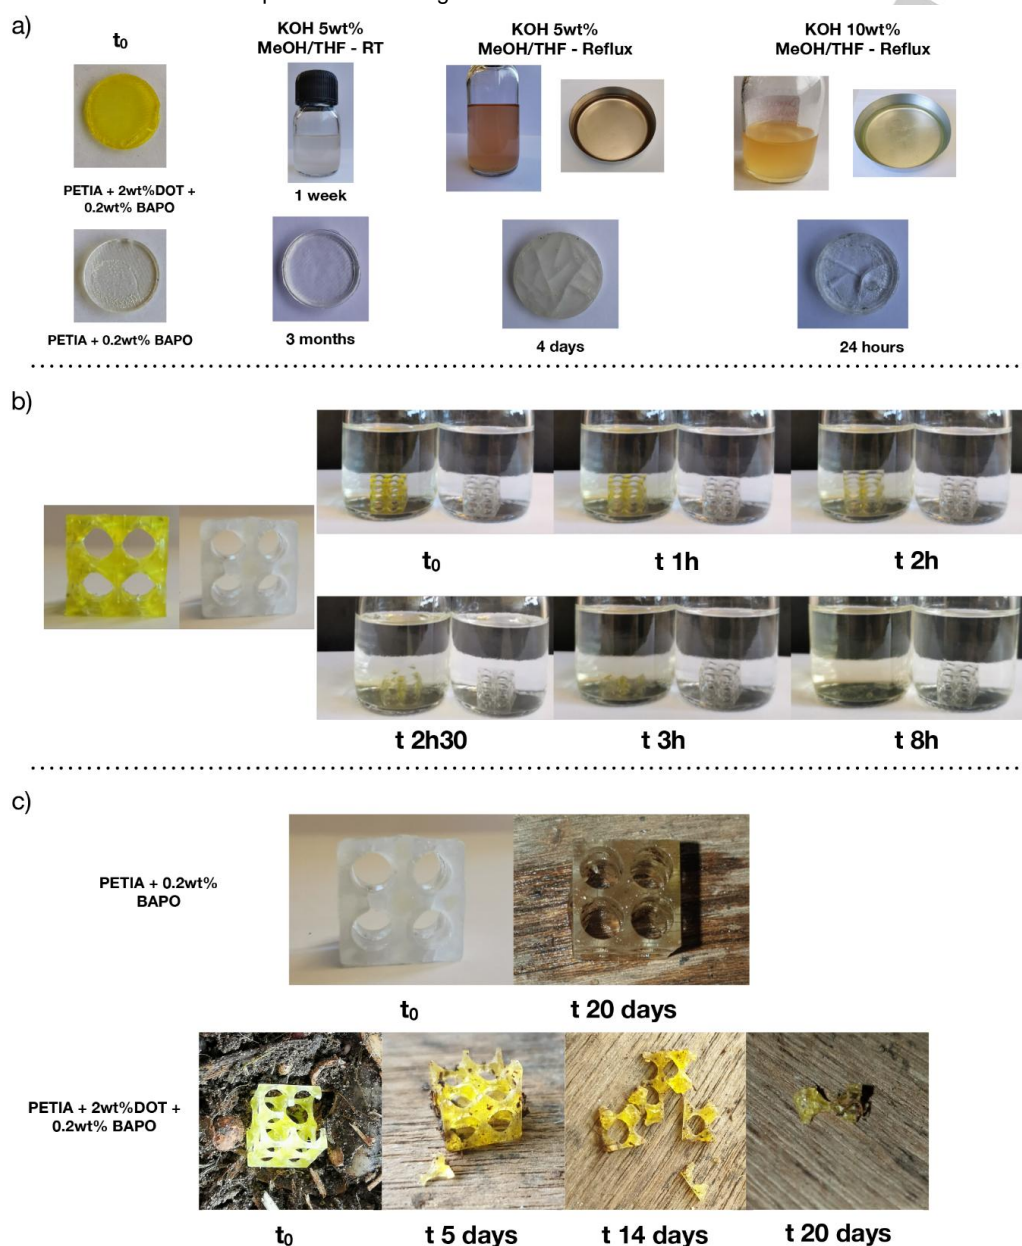 a)
t₀
KOH 5wt%
MeOH/THF - RT
KOH 5wt%
MeOH/THF - Reflux
KOH 10wt%
MeOH/THF - Reflux
PETIA + 2wt%DOT +
0.2wt% BAPO
1 week
PETIA + 0.2wt% BAPO
3 months
4 days
24 hours
b)
t₀
t 1h
t 2h
t 2h30
t 3h
t 8h
c)
PETIA + 0.2wt%
BAPO
t₀
t 20 days
PETIA + 2wt%DOT +
0.2wt% BAPO
t₀
t 5 days
t 14 days
t 20 days